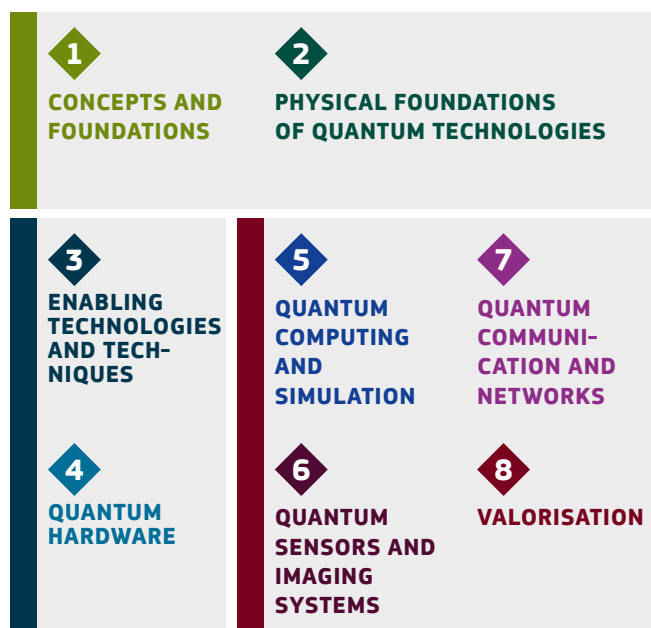 1
CONCEPTS AND
FOUNDATIONS
2
PHYSICAL FOUNDATIONS
OF QUANTUM TECHNOLOGIES
3
ENABLING
TECHNOLOGIES
AND TECH-
NIQUES
4
QUANTUM
HARDWARE
5
QUANTUM
COMPUTING
AND
SIMULATION
6
QUANTUM
SENSORS AND
IMAGING
SYSTEMS
7
QUANTUM
COMMUNI-
CATION AND
NETWORKS
8
VALORISATION